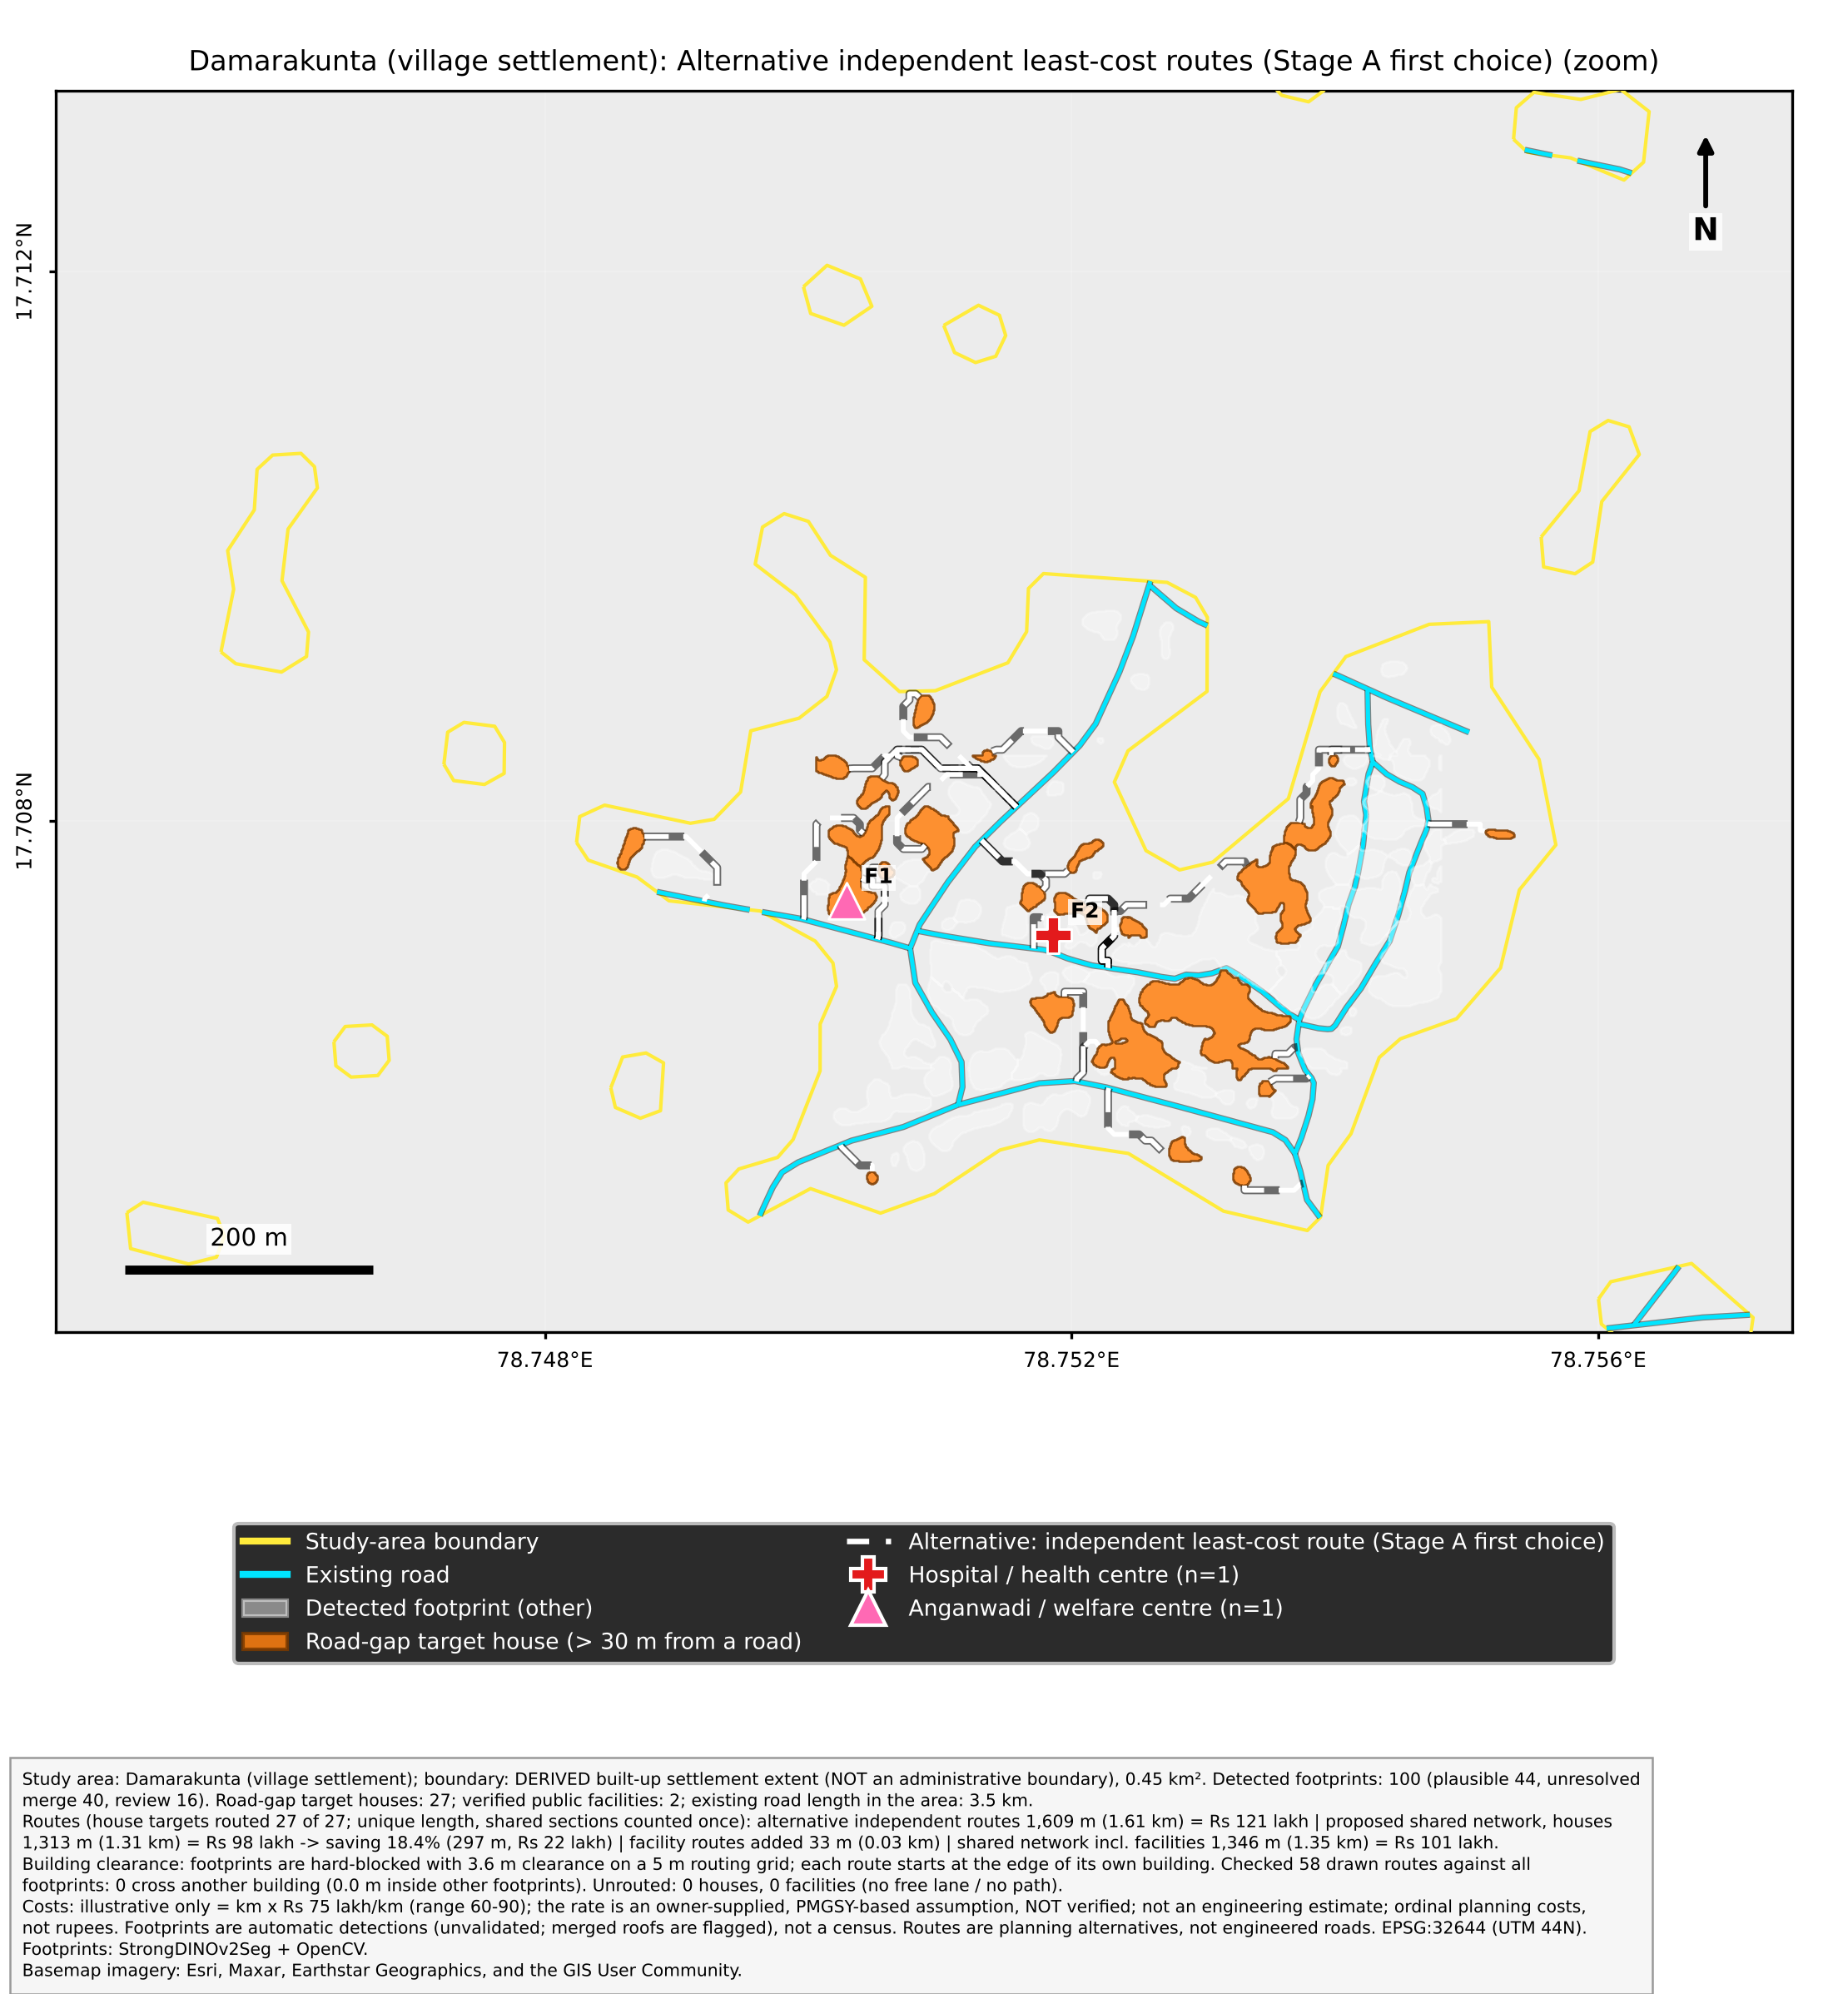 Damarakunta (village settlement): Alternative independent least-cost routes (Stage A first choice) (zoom)
N
17.712°N
17.708°N
F1
F2
200 m
78.748°E
78.752°E
78.756°E
Study-area boundary
Existing road
Detected footprint (other)
Road-gap target house (> 30 m from a road)
Alternative: independent least-cost route (Stage A first choice)
Hospital / health centre (n=1)
Anganwadi / welfare centre (n=1)
Study area: Damarakunta (village settlement); boundary: DERIVED built-up settlement extent (NOT an administrative boundary), 0.45 km². Detected footprints: 100 (plausible 44, unresolved
merge 40, review 16). Road-gap target houses: 27; verified public facilities: 2; existing road length in the area: 3.5 km.
Routes (house targets routed 27 of 27; unique length, shared sections counted once): alternative independent routes 1,609 m (1.61 km) = Rs 121 lakh | proposed shared network, houses
1,313 m (1.31 km) = Rs 98 lakh -> saving 18.4% (297 m, Rs 22 lakh) | facility routes added 33 m (0.03 km) | shared network incl. facilities 1,346 m (1.35 km) = Rs 101 lakh.
Building clearance: footprints are hard-blocked with 3.6 m clearance on a 5 m routing grid; each route starts at the edge of its own building. Checked 58 drawn routes against all
footprints: 0 cross another building (0.0 m inside other footprints). Unrouted: 0 houses, 0 facilities (no free lane / no path).
Costs: illustrative only = km x Rs 75 lakh/km (range 60-90); the rate is an owner-supplied, PMGSY-based assumption, NOT verified; not an engineering estimate; ordinal planning costs,
not rupees. Footprints are automatic detections (unvalidated; merged roofs are flagged), not a census. Routes are planning alternatives, not engineered roads. EPSG:32644 (UTM 44N).
Footprints: StrongDINOv2Seg + OpenCV.
Basemap imagery: Esri, Maxar, Earthstar Geographics, and the GIS User Community.